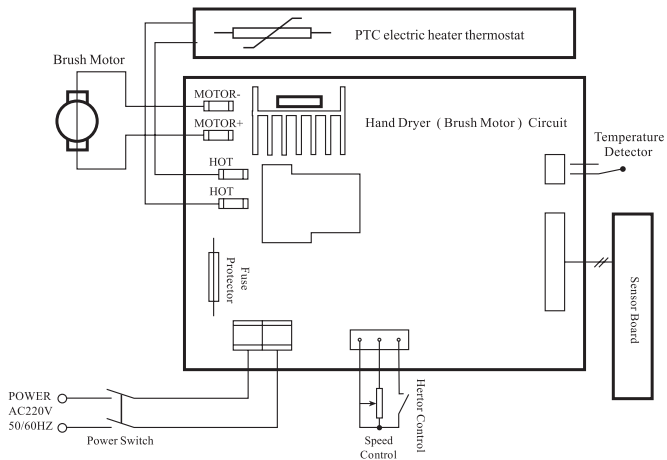 PTC electric heater thermostat
Brush Motor
MOTOR-
MOTOR+
Hand Dryer ( Brush Motor ) Circuit
Temperature
Detector
HOT
HOT
Fuse
Protector
Sensor Board
POWER
AC220V
50/60HZ
Power Switch
Speed
Control
Hertor Control